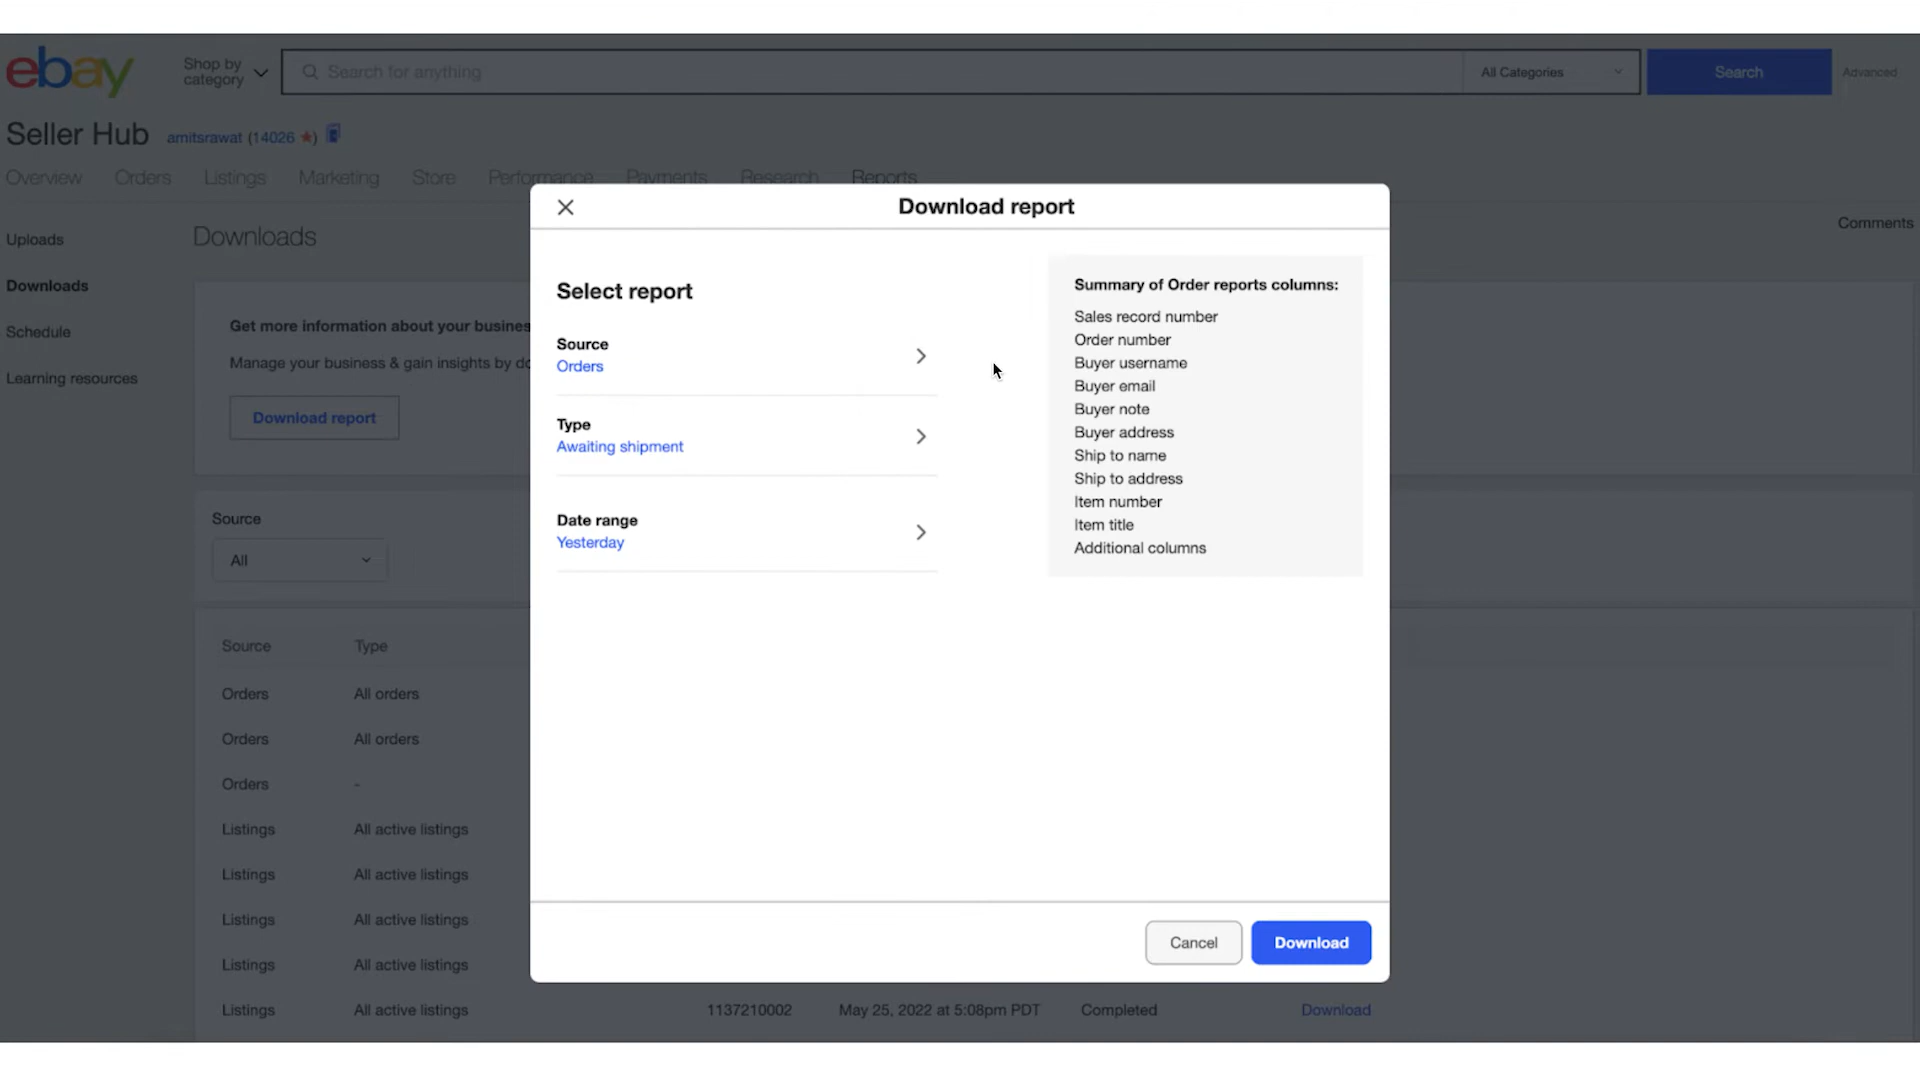 ebay
Shop by
category
Search for anything
All Categories
Search
Advanced
Seller Hub
amitsrawat (14026 ★)
Overview Orders Listings Marketing Store Performance Payments Research Reports
Comments
Uploads
Downloads
Schedule
Learning resources
Downloads
Get more information about your busines
Manage your business & gain insights by do
Download report
Source
All
Source Type
Orders All orders
Orders All orders
Orders -
Listings All active listings
Listings All active listings
Listings All active listings
Listings All active listings
Listings All active listings 1137210002 May 25, 2022 at 5:08pm PDT Completed Download
Download report
Select report
Source
Orders
Type
Awaiting shipment
Date range
Yesterday
Summary of Order reports columns:
Sales record number
Order number
Buyer username
Buyer email
Buyer note
Buyer address
Ship to name
Ship to address
Item number
Item title
Additional columns
Cancel
Download